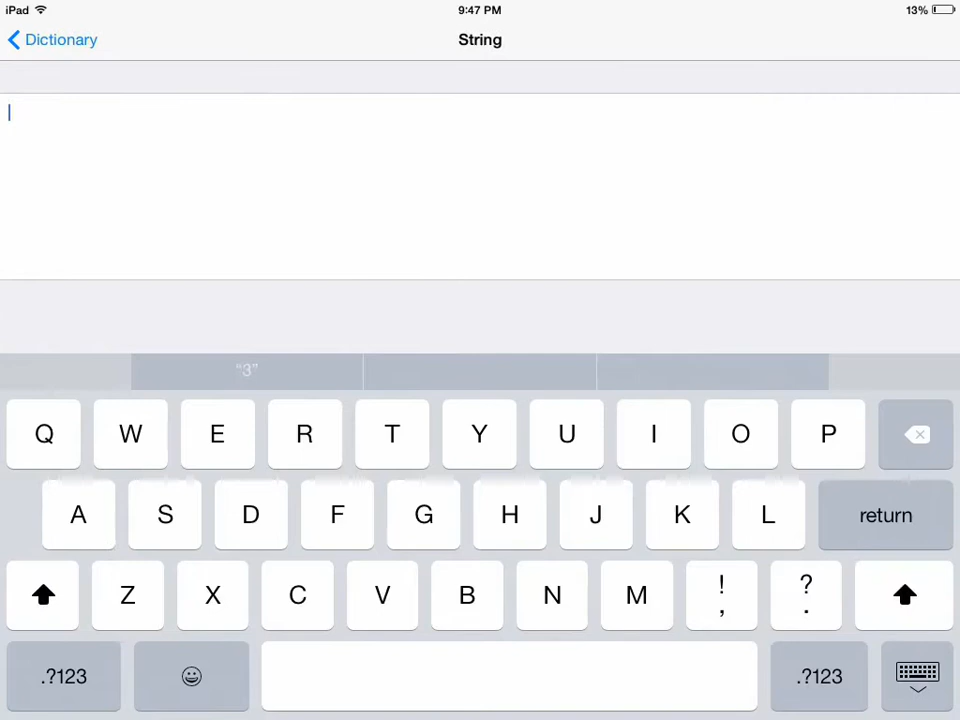 iPad 9:47 PM 13%
Dictionary String
“3”
Q W E R T Y U I O P
A S D F G H J K L return
Z X C V B N M ! , ? .
.?123 .?123